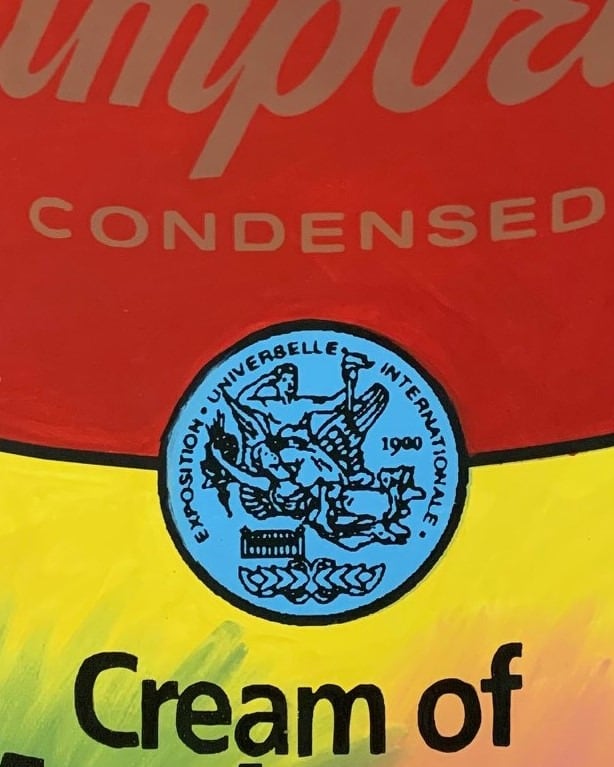 CONDENSED
EXPOSITION • UNIVERBELLE INTERNATIONALE •
1900
Cream of